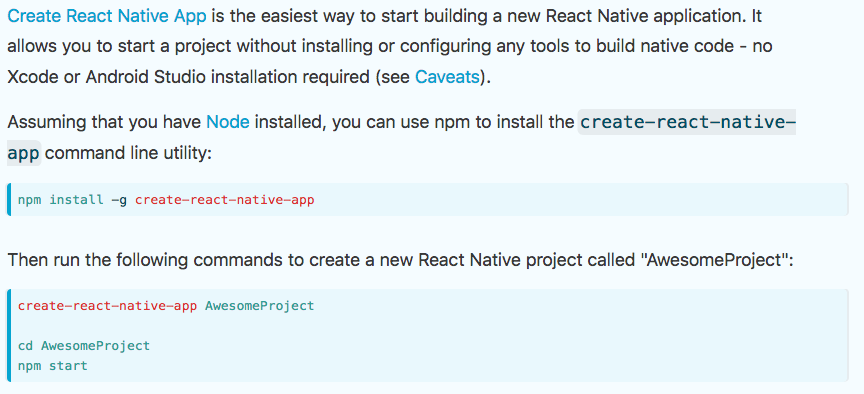 Create React Native App is the easiest way to start building a new React Native application. It
allows you to start a project without installing or configuring any tools to build native code - no
Xcode or Android Studio installation required (see Caveats).
Assuming that you have Node installed, you can use npm to install the create-react-native-
app command line utility:
npm install -g create-react-native-app
Then run the following commands to create a new React Native project called "AwesomeProject":
create-react-native-app AwesomeProject
cd AwesomeProject
npm start